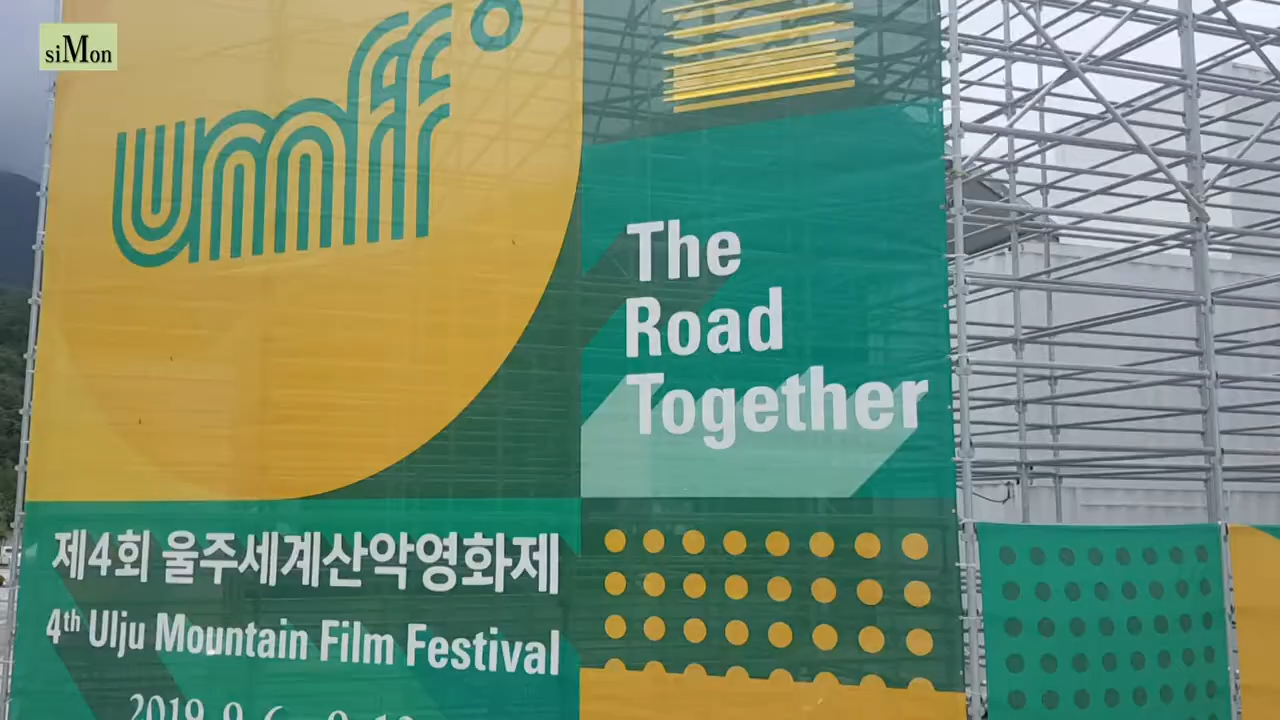 siMon
umff
The
Road
Together
제4회 울주세계산악영화제
4th Ulju Mountain Film Festival
2019